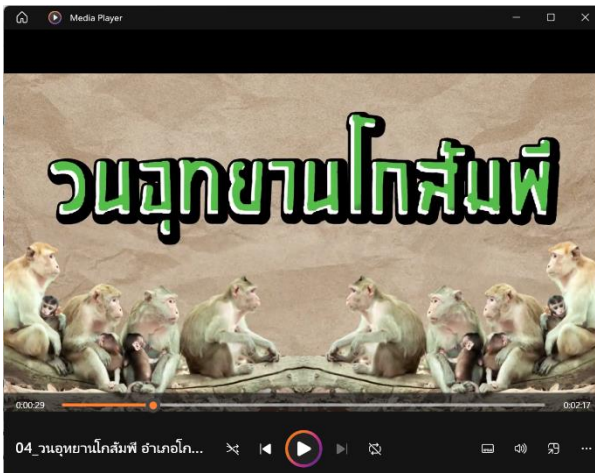 Media Player
วนอุทยานโกสัมพี
0:00:29
0:02:17
04_วนอุทยานโกสัมพี อำเภอโก...